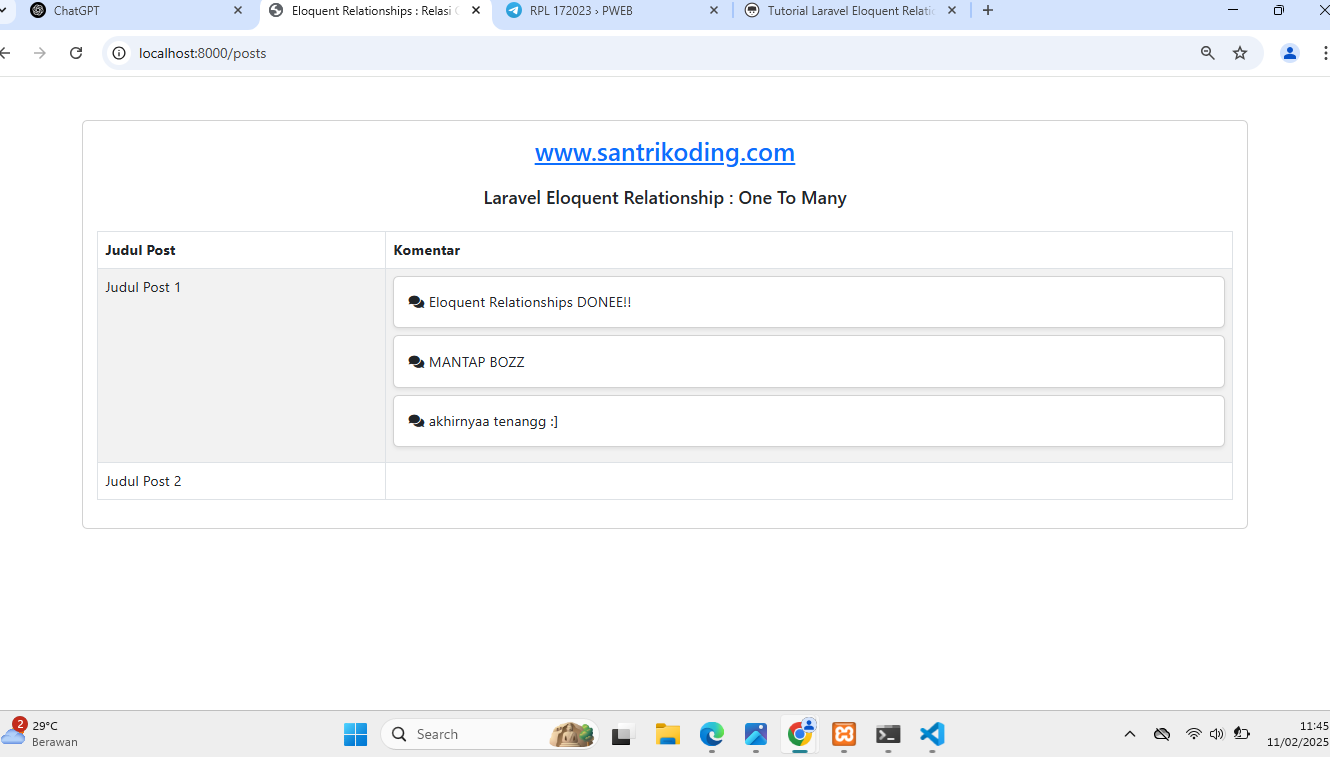 ChatGPT
Eloquent Relationships : Relasi
RPL 172023 › PWEB
Tutorial Laravel Eloquent Relatio
localhost:8000/posts
www.santrikoding.com
Laravel Eloquent Relationship : One To Many
Judul Post
Komentar
Judul Post 1
Eloquent Relationships DONEE!!
MANTAP BOZZ
akhirnyaa tenangg :]
Judul Post 2
2
29°C
Berawan
Search
11:45
11/02/2025